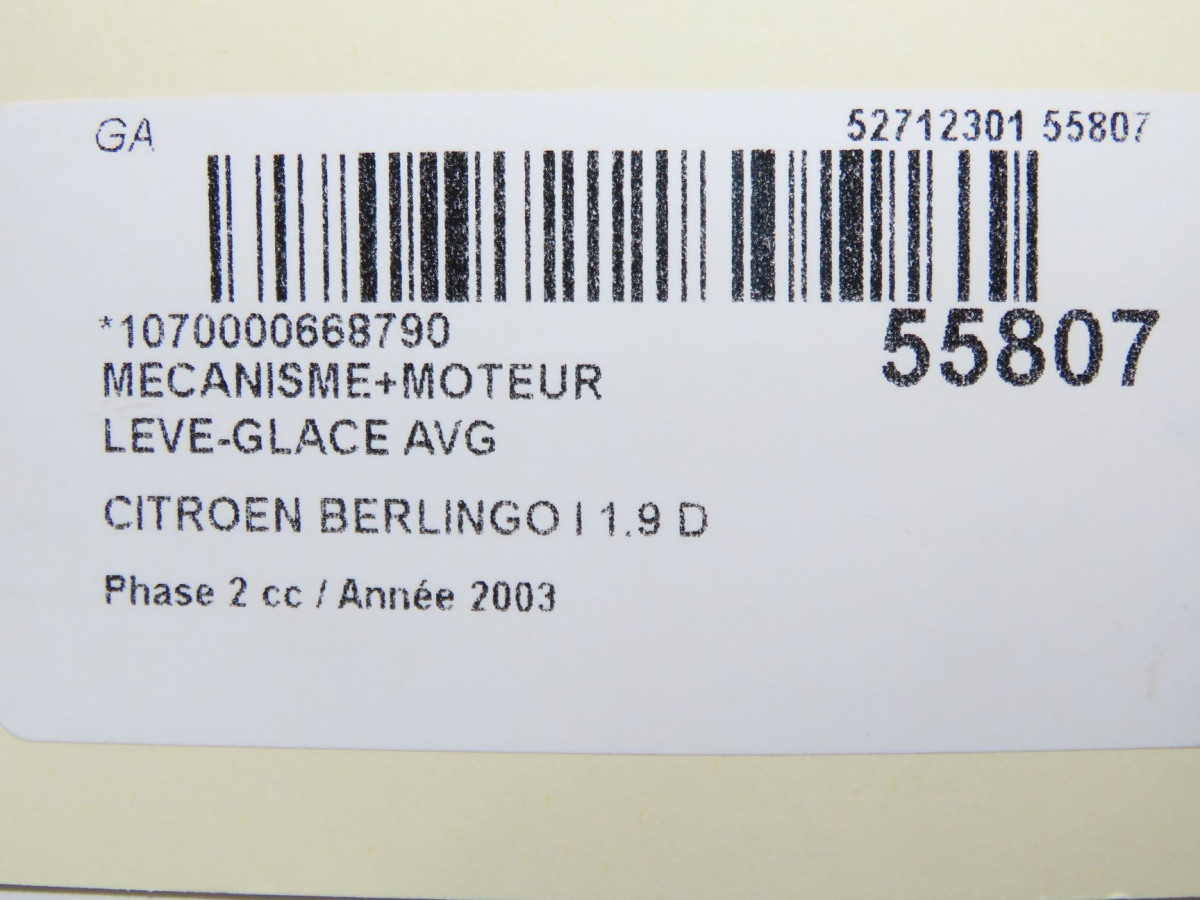 GA
52712301 55807
*1070000668790
55807
MECANISME+MOTEUR
LEVE-GLACE AVG
CITROEN BERLINGO I 1.9 D
Phase 2 cc / Année 2003